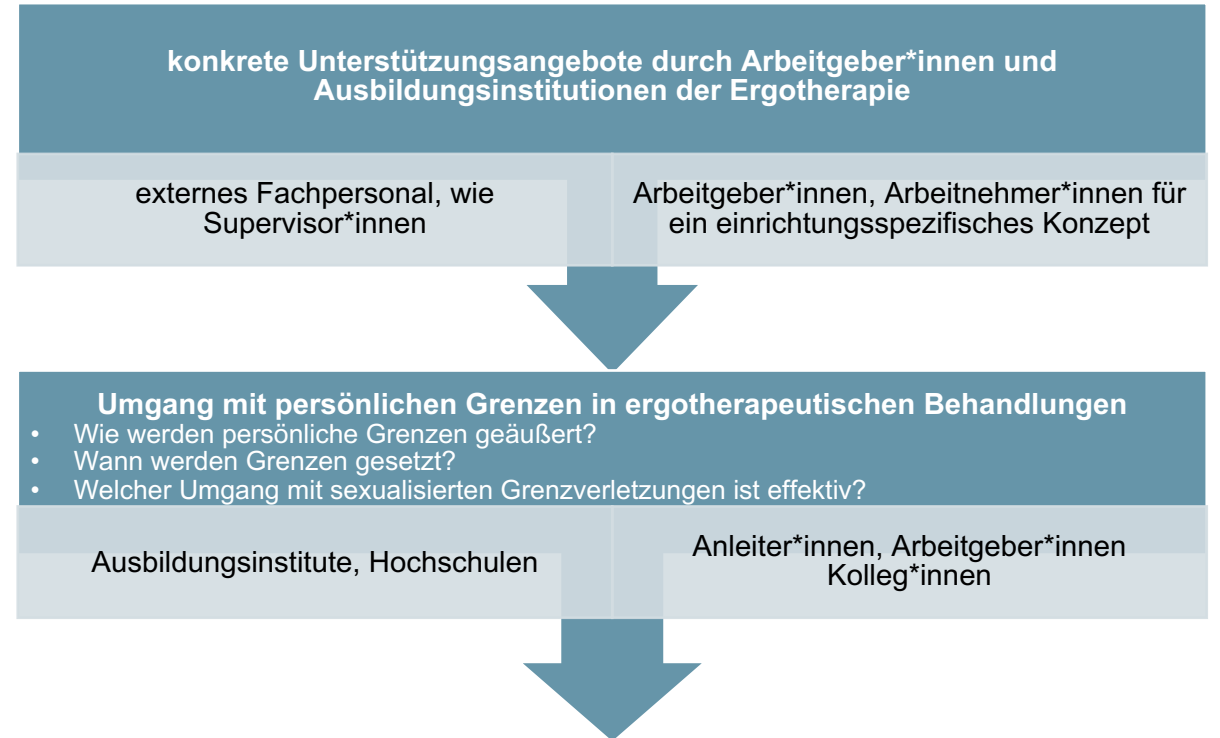 konkrete Unterstützungsangebote durch Arbeitgeber*innen und
Ausbildungsinstitutionen der Ergotherapie
externes Fachpersonal, wie
Supervisor*innen
Arbeitgeber*innen, Arbeitnehmer*innen für
ein einrichtungsspezifisches Konzept
Umgang mit persönlichen Grenzen in ergotherapeutischen Behandlungen
• Wie werden persönliche Grenzen geäußert?
• Wann werden Grenzen gesetzt?
• Welcher Umgang mit sexualisierten Grenzverletzungen ist effektiv?
Ausbildungsinstitute, Hochschulen
Anleiter*innen, Arbeitgeber*innen
Kolleg*innen